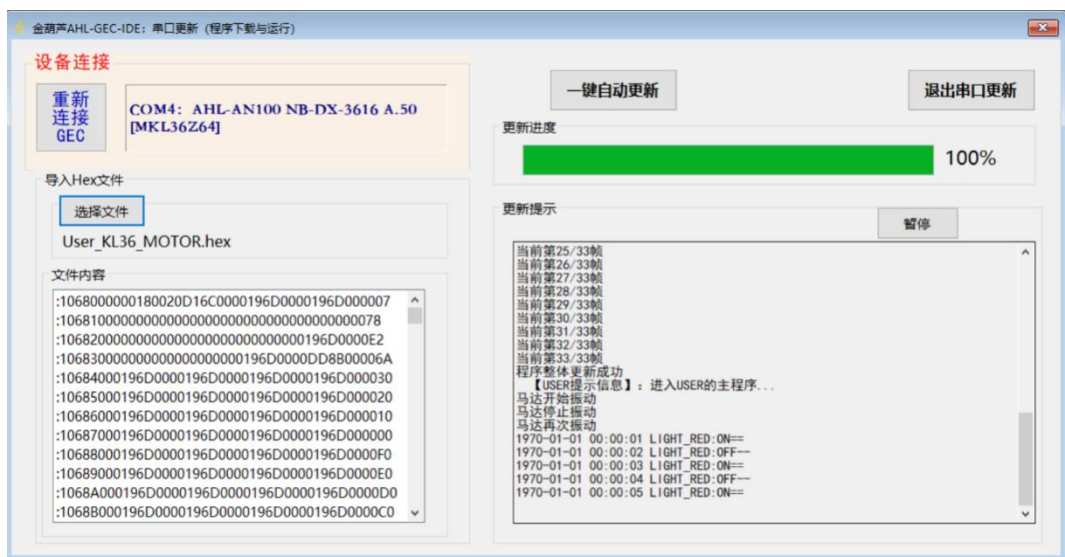 金葫芦AHL-GEC-IDE：串口更新（程序下载与运行）
设备连接
重新
连接
GEC
COM4：AHL-AN100 NB-DX-3616 A.50
[MKL36Z64]
导入Hex文件
选择文件
User_KL36_MOTOR.hex
文件内容
:1068000000180020D16C0000196D0000196D000007
:10681000000000000000000000000000000000000078
:106820000000000000000000000000000196D0000E2
:106830000000000000000000196D0000DD8B00006A
:10684000196D0000196D0000196D0000196D000030
:10685000196D0000196D0000196D0000196D000020
:10686000196D0000196D0000196D0000196D000010
:10687000196D0000196D0000196D0000196D000000
:10688000196D0000196D0000196D0000196D0000F0
:10689000196D0000196D0000196D0000196D0000E0
:1068A000196D0000196D0000196D0000196D0000D0
:1068B000196D0000196D0000196D0000196D0000C0
一键自动更新
退出串口更新
更新进度
100%
更新提示
暂停
当前第25/33帧
当前第26/33帧
当前第27/33帧
当前第28/33帧
当前第29/33帧
当前第30/33帧
当前第31/33帧
当前第32/33帧
当前第33/33帧
程序整体更新成功
【USER提示信息】：进入USER的主程序...
马达开始振动
马达停止振动
马达再次振动
1970-01-01 00:00:01 LIGHT_RED:ON==
1970-01-01 00:00:02 LIGHT_RED:OFF--
1970-01-01 00:00:03 LIGHT_RED:ON==
1970-01-01 00:00:04 LIGHT_RED:OFF--
1970-01-01 00:00:05 LIGHT_RED:ON==